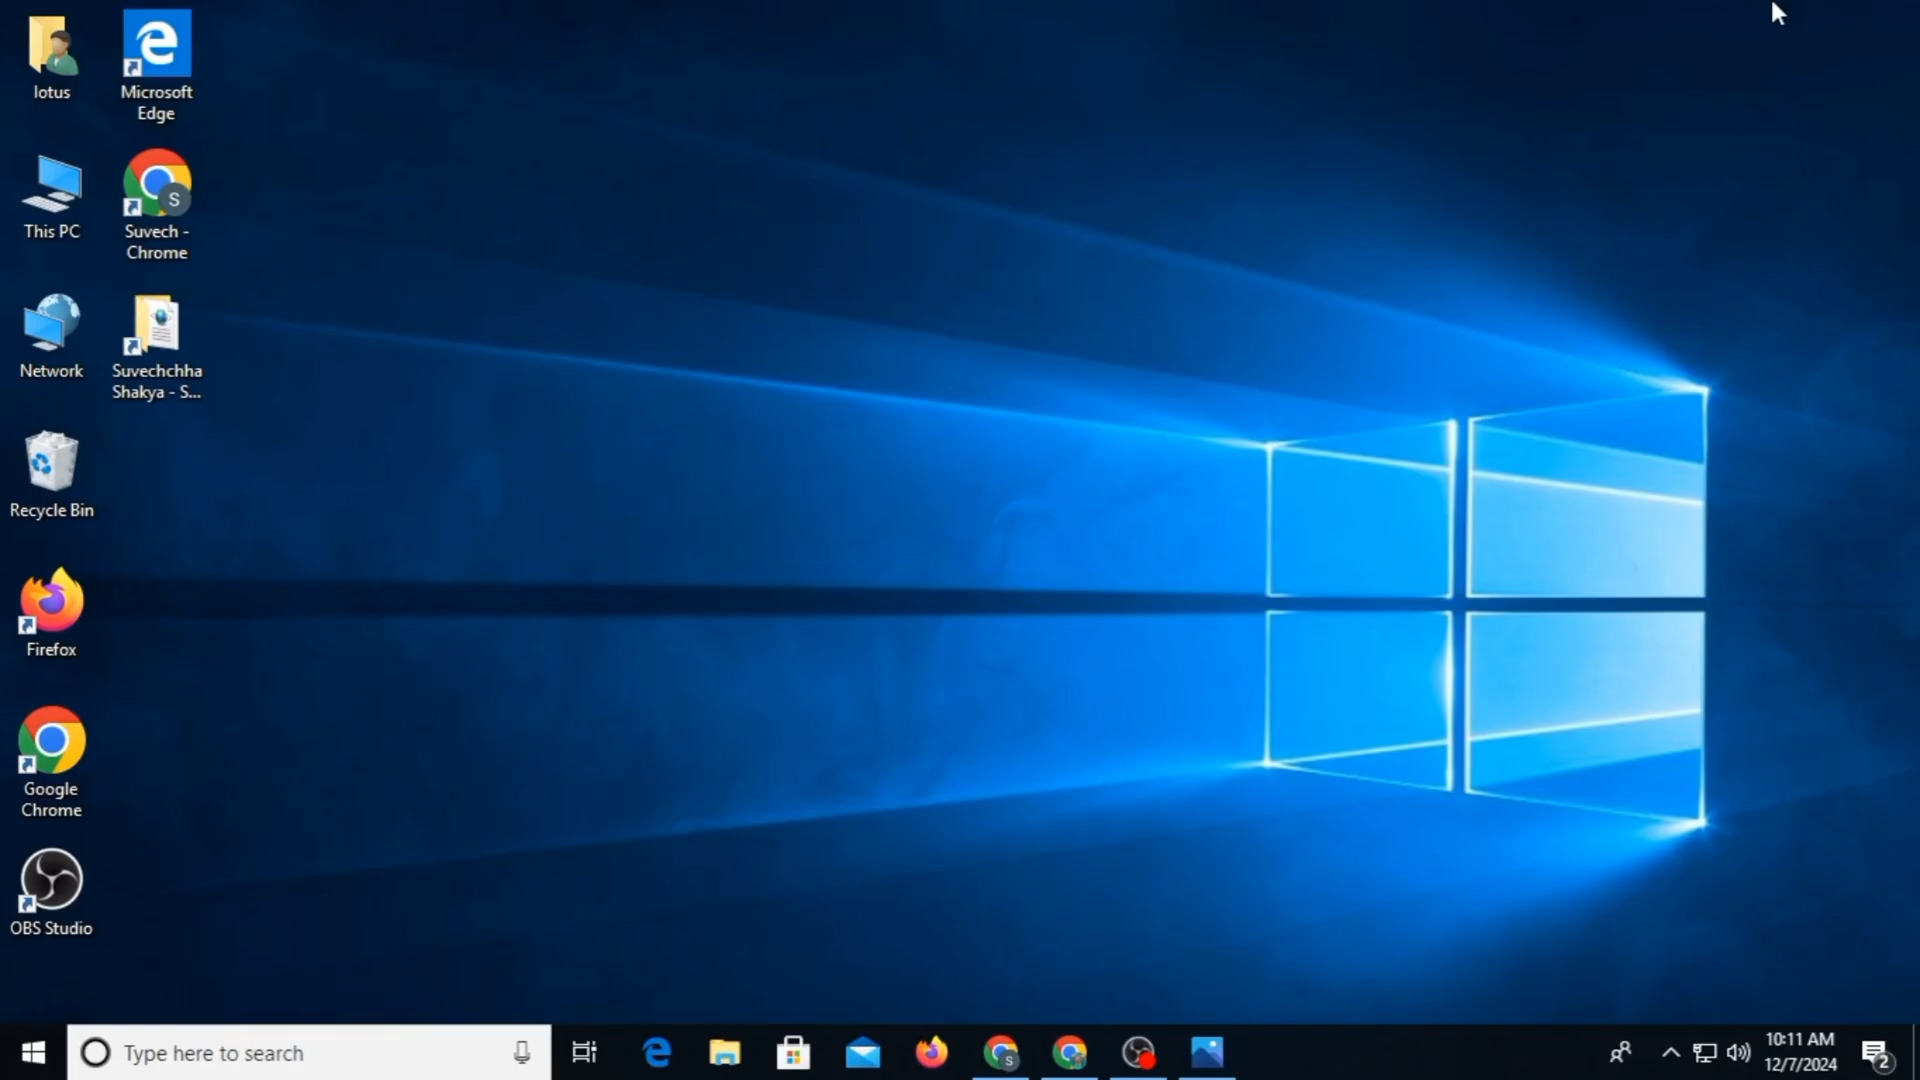 lotus
Microsoft
Edge
This PC
S
Suvech -
Chrome
Network
Suvechchha
Shakya - S...
Recycle Bin
Firefox
Google
Chrome
OBS Studio
Type here to search
S
10:11 AM
12/7/2024
2